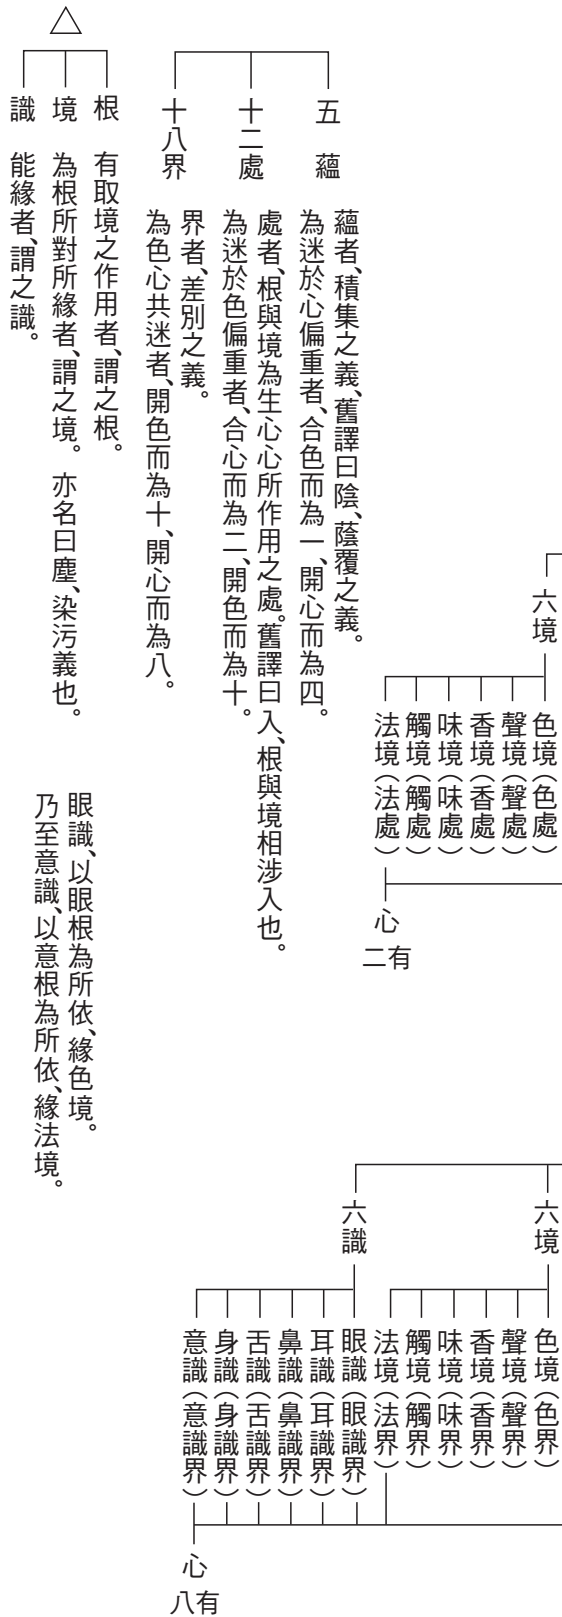 六境
色境（色處）
聲境（聲處）
香境（香處）
味境（味處）
觸境（觸處）
法境（法處）
心
二有
六境
色境（色界）
聲境（聲界）
香境（香界）
味境（味界）
觸境（觸界）
法境（法界）
六識
眼識（眼識界）
耳識（耳識界）
鼻識（鼻識界）
舌識（舌識界）
身識（身識界）
意識（意識界）
心
八有
五蘊
蘊者、積集之義、舊譯曰陰、蔭覆之義。
為迷於心偏重者、合色而為一、開心而為四。
十二處
處者、根與境為生心心所作用之處。舊譯曰入、根與境相涉入也。
為迷於色偏重者、合心而為二、開色而為十。
十八界
界者、差別之義。
為色心共迷者、開色而為十、開心而為八。
△
根 有取境之作用者、謂之根。
境 為根所對所緣者、謂之境。亦名曰塵、染污義也。
識 能緣者、謂之識。
眼識、以眼根為所依、緣色境。
乃至意識、以意根為所依、緣法境。